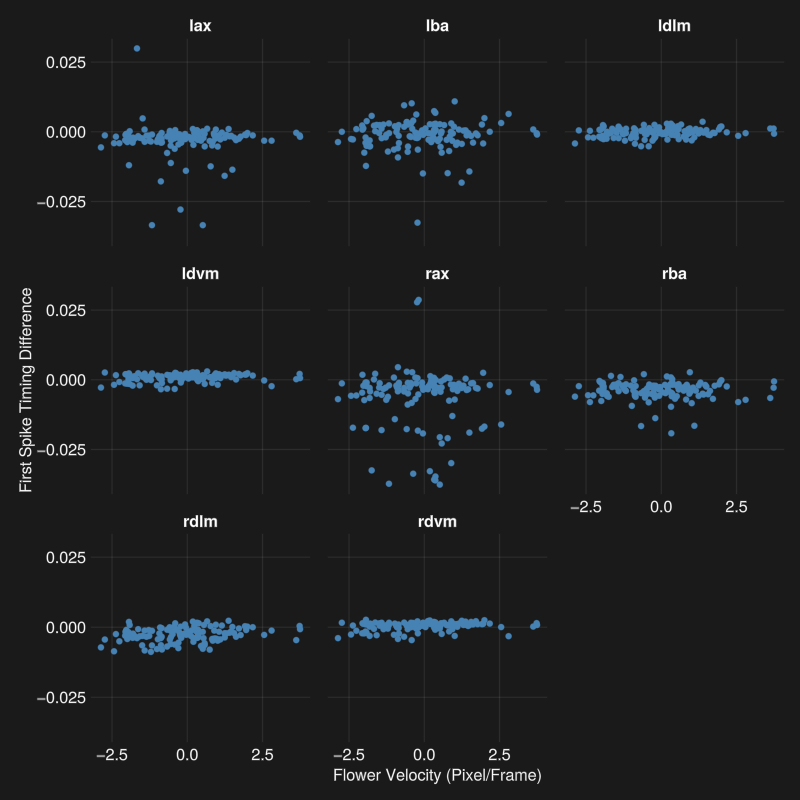 lax lba ldlm
0.025
0.000
−0.025
ldvm rax rba
0.025
0.000
−0.025
−2.5 0.0 2.5
rdlm rdvm
0.025
0.000
−0.025
−2.5 0.0 2.5 −2.5 0.0 2.5
Flower Velocity (Pixel/Frame)
First Spike Timing Difference